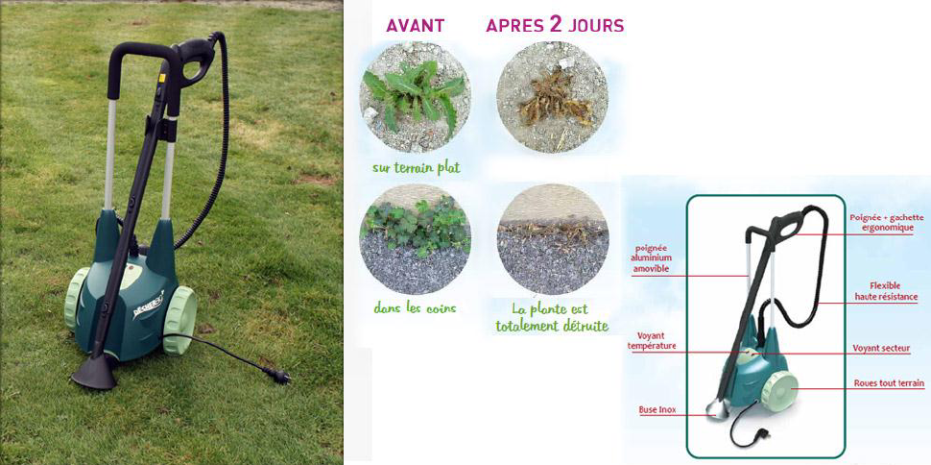 AVANT
APRES 2 JOURS
sur terrain plat
dans les coins
La plante est
totalement détruite
Poignée + gachette
ergonomique
poignée
aluminium
amovible
Flexible
haute résistance
Voyant
température
Voyant secteur
Roues tout terrain
Buse Inox